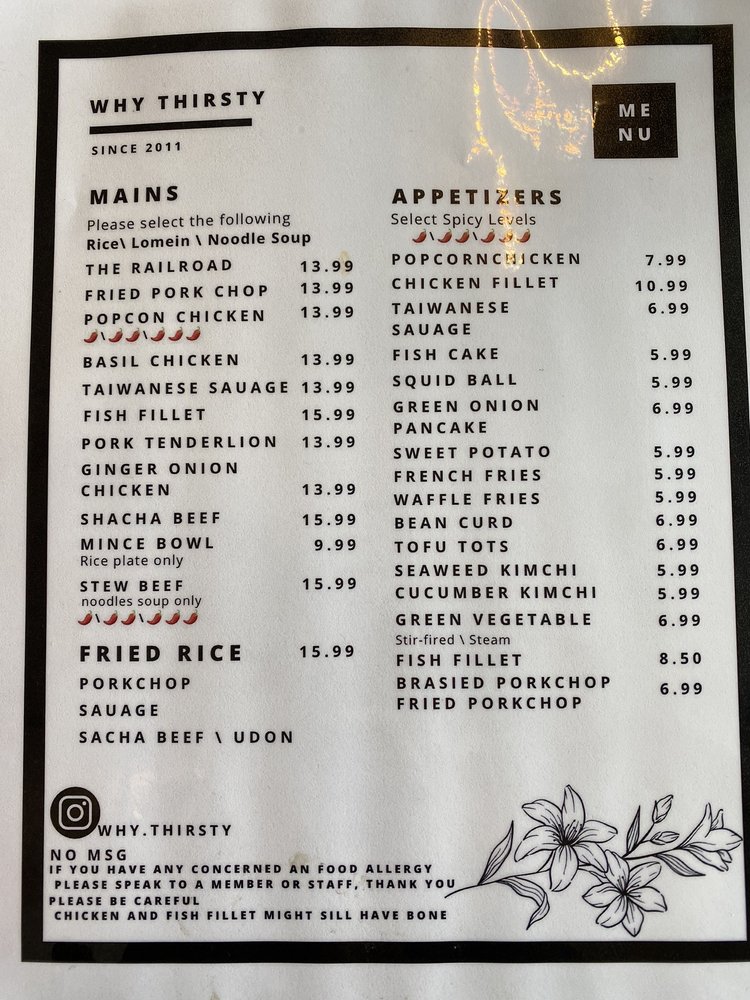 WHY THIRSTY
SINCE 2011
ME
NU
MAINS
Please select the following
Rice\ Lomein \ Noodle Soup
THE RAILROAD 13.99
FRIED PORK CHOP 13.99
POPCON CHICKEN 13.99
BASIL CHICKEN 13.99
TAIWANESE SAUAGE 13.99
FISH FILLET 15.99
PORK TENDERLION 13.99
GINGER ONION
CHICKEN 13.99
SHACHA BEEF 15.99
MINCE BOWL 9.99
Rice plate only
STEW BEEF 15.99
noodles soup only
FRIED RICE 15.99
PORKCHOP
SAUAGE
SACHA BEEF \ UDON
APPETIZERS
Select Spicy Levels
POPCORNCHICKEN 7.99
CHICKEN FILLET 10.99
TAIWANESE 6.99
SAUAGE
FISH CAKE 5.99
SQUID BALL 5.99
GREEN ONION 6.99
PANCAKE
SWEET POTATO 5.99
FRENCH FRIES 5.99
WAFFLE FRIES 5.99
BEAN CURD 6.99
TOFU TOTS 6.99
SEAWEED KIMCHI 5.99
CUCUMBER KIMCHI 5.99
GREEN VEGETABLE 6.99
Stir-fired \ Steam
FISH FILLET 8.50
BRASIED PORKCHOP 6.99
FRIED PORKCHOP
WHY.THIRSTY
NO MSG
IF YOU HAVE ANY CONCERNED AN FOOD ALLERGY
PLEASE SPEAK TO A MEMBER OR STAFF, THANK YOU
PLEASE BE CAREFUL
CHICKEN AND FISH FILLET MIGHT SILL HAVE BONE